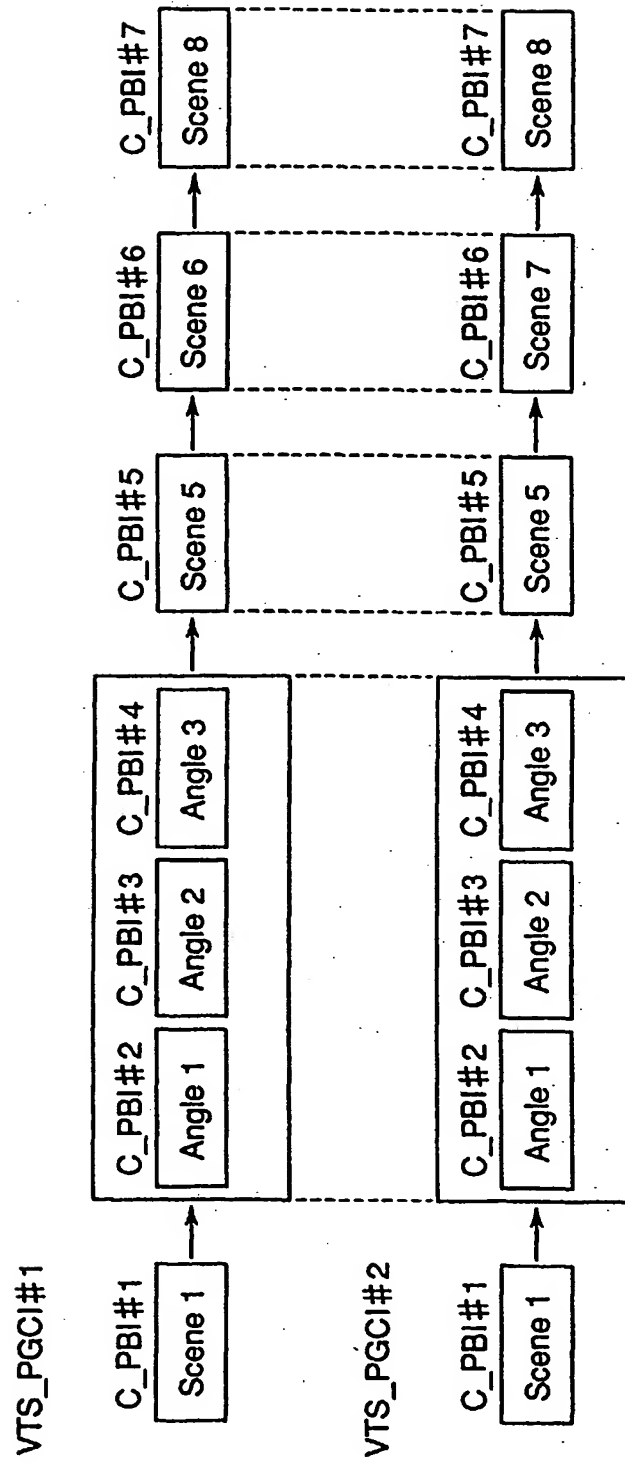 VTS_PGCI#1
C_PBI#1 C_PBI#2 C_PBI#3 C_PBI#4 C_PBI#5 C_PBI#6 C_PBI#7
Scene 1 Angle 1 Angle 2 Angle 3 Scene 5 Scene 6 Scene 8
VTS_PGCI#2
C_PBI#1 C_PBI#2 C_PBI#3 C_PBI#4 C_PBI#5 C_PBI#6 C_PBI#7
Scene 1 Angle 1 Angle 2 Angle 3 Scene 5 Scene 7 Scene 8